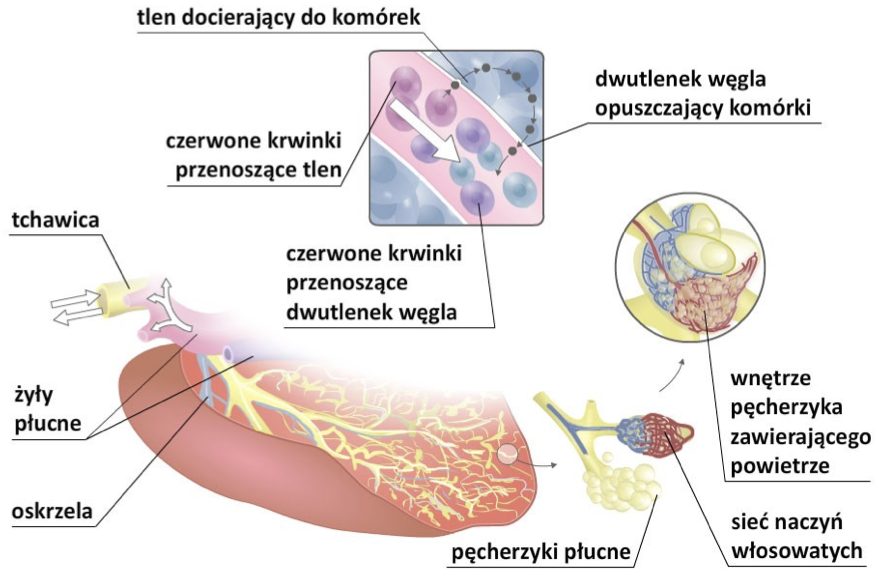 tlen docierający do komórek
dwutlenek węgla
opuszczający komórki
czerwone krwinki
przenoszące tlen
tchawica
czerwone krwinki
przenoszące
dwutlenek węgla
żyły
płucne
wnętrze
pęcherzyka
zawierającego
powietrze
oskrzela
sieć naczyń
włosowatych
pęcherzyki płucne